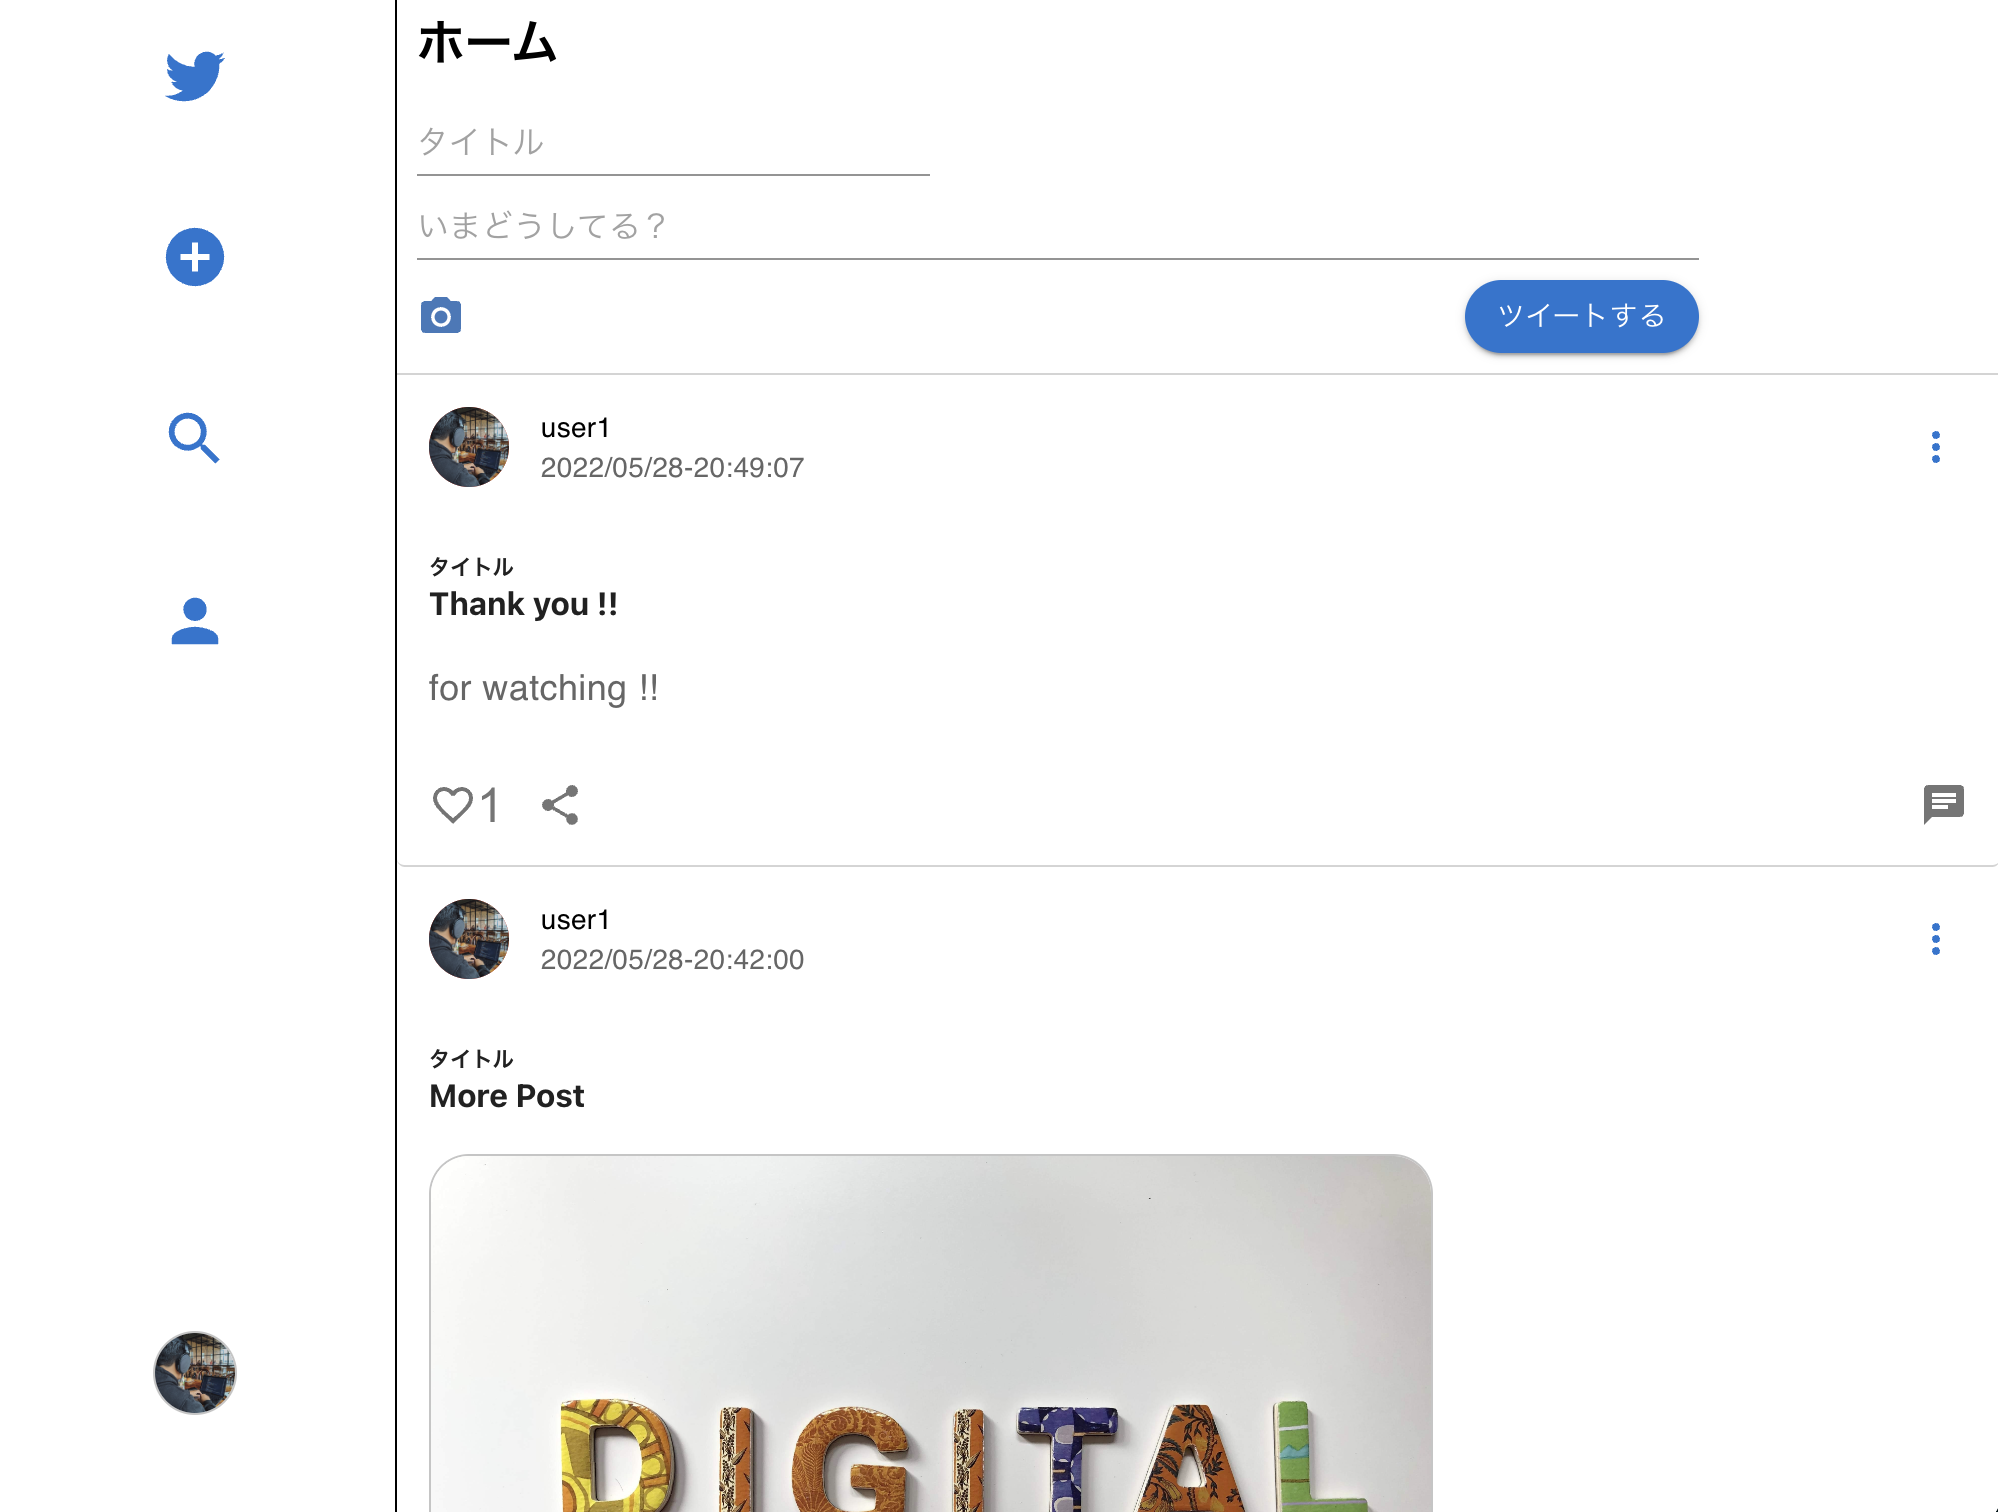 ホーム
タイトル
いまどうしてる？
ツイートする
user1
2022/05/28-20:49:07
タイトル
Thank you !!
for watching !!
1
user1
2022/05/28-20:42:00
タイトル
More Post
DIGITAL